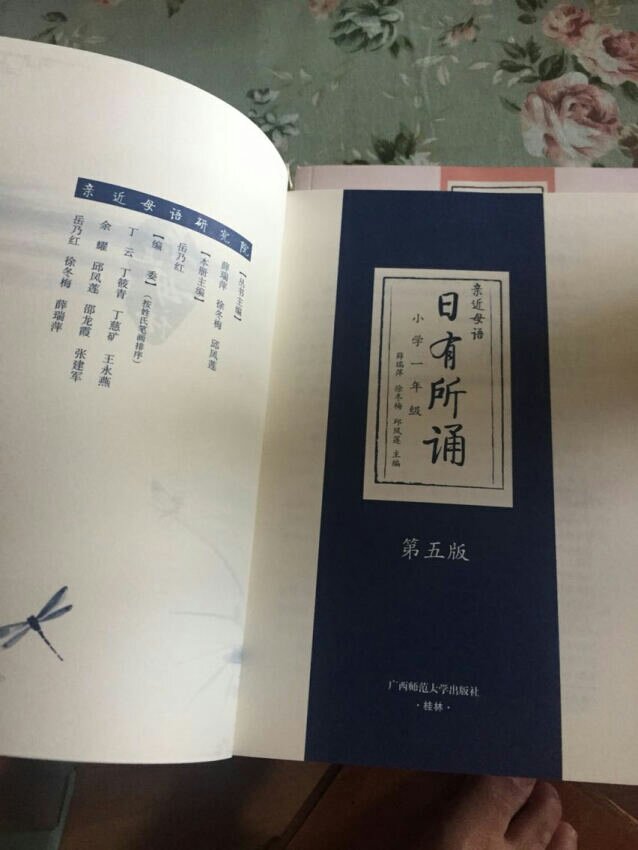 亲近母语研究院
【丛书主编】
薛瑞萍 徐冬梅 邱凤莲
【本册主编】
岳乃红
【编 委】(按姓氏笔画排序)
丁 云 丁筱青 丁慈矿 王永燕
余 耀 邱凤莲 邵龙霞 张建军
岳乃红 徐冬梅 薛瑞萍
亲近母语
日有所诵
小学一年级
薛瑞萍 徐冬梅 邱凤莲 主编
第五版
广西师范大学出版社
·桂林·